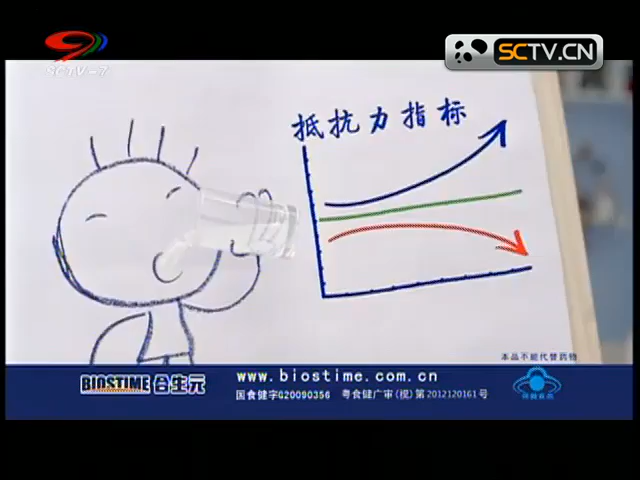 SCTV-7
SCTV.CN
抵抗力指标
本品不能代替药物
BIOSTIME 合生元
www.biostime.com.cn
国食健字G20090356 粤食健广审(视)第2012120161号